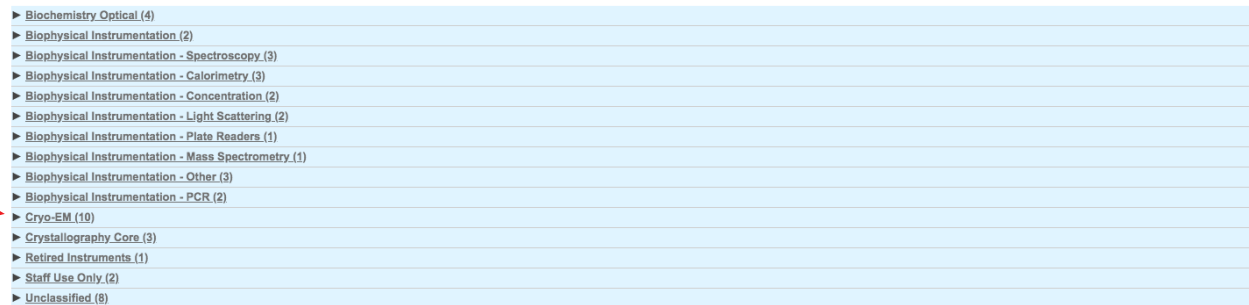 Biochemistry Optical (4)
Biophysical Instrumentation (2)
Biophysical Instrumentation - Spectroscopy (3)
Biophysical Instrumentation - Calorimetry (3)
Biophysical Instrumentation - Concentration (2)
Biophysical Instrumentation - Light Scattering (2)
Biophysical Instrumentation - Plate Readers (1)
Biophysical Instrumentation - Mass Spectrometry (1)
Biophysical Instrumentation - Other (3)
Biophysical Instrumentation - PCR (2)
Cryo-EM (10)
Crystallography Core (3)
Retired Instruments (1)
Staff Use Only (2)
Unclassified (8)